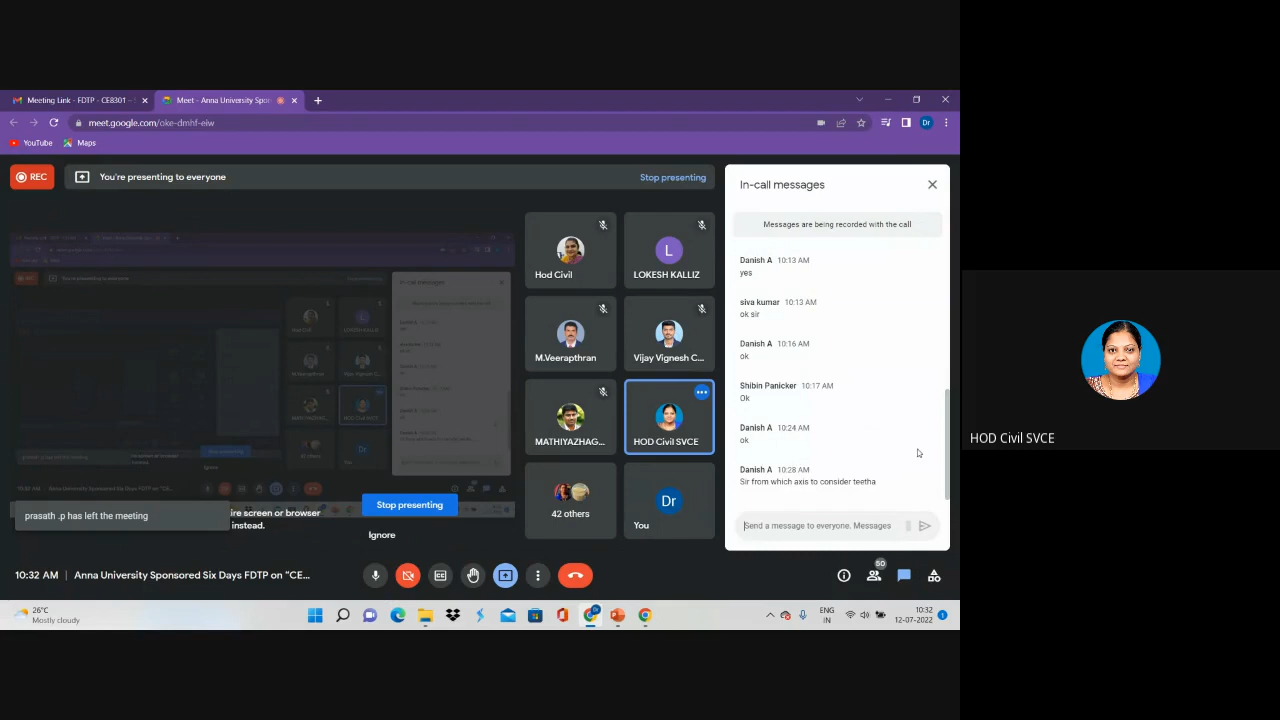 Meeting Link - FDTP - CE8301 -
Meet - Anna University Spor
meet.google.com/oke-dmhf-eiw
Dr
YouTube
Maps
REC
You're presenting to everyone
Stop presenting
In-call messages
Messages are being recorded with the call
Danish A 10:13 AM
yes
siva kumar 10:13 AM
ok sir
Danish A 10:16 AM
ok
Shibin Panicker 10:17 AM
Ok
Danish A 10:24 AM
ok
Danish A 10:28 AM
Sir from which axis to consider teetha
Send a message to everyone. Messages
Hod Civil
L
LOKESH KALLIZ
M.Veerapthran
Vijay Vignesh C...
MATHIYAZHAG...
HOD Civil SVCE
42 others
Dr
You
prasath .p has left the meeting
ire screen or browser
instead.
Stop presenting
Ignore
10:32 AM | Anna University Sponsored Six Days FDTP on "CE...
50
26°C
Mostly cloudy
ENG
IN
10:32
12-07-2022
1
HOD Civil SVCE